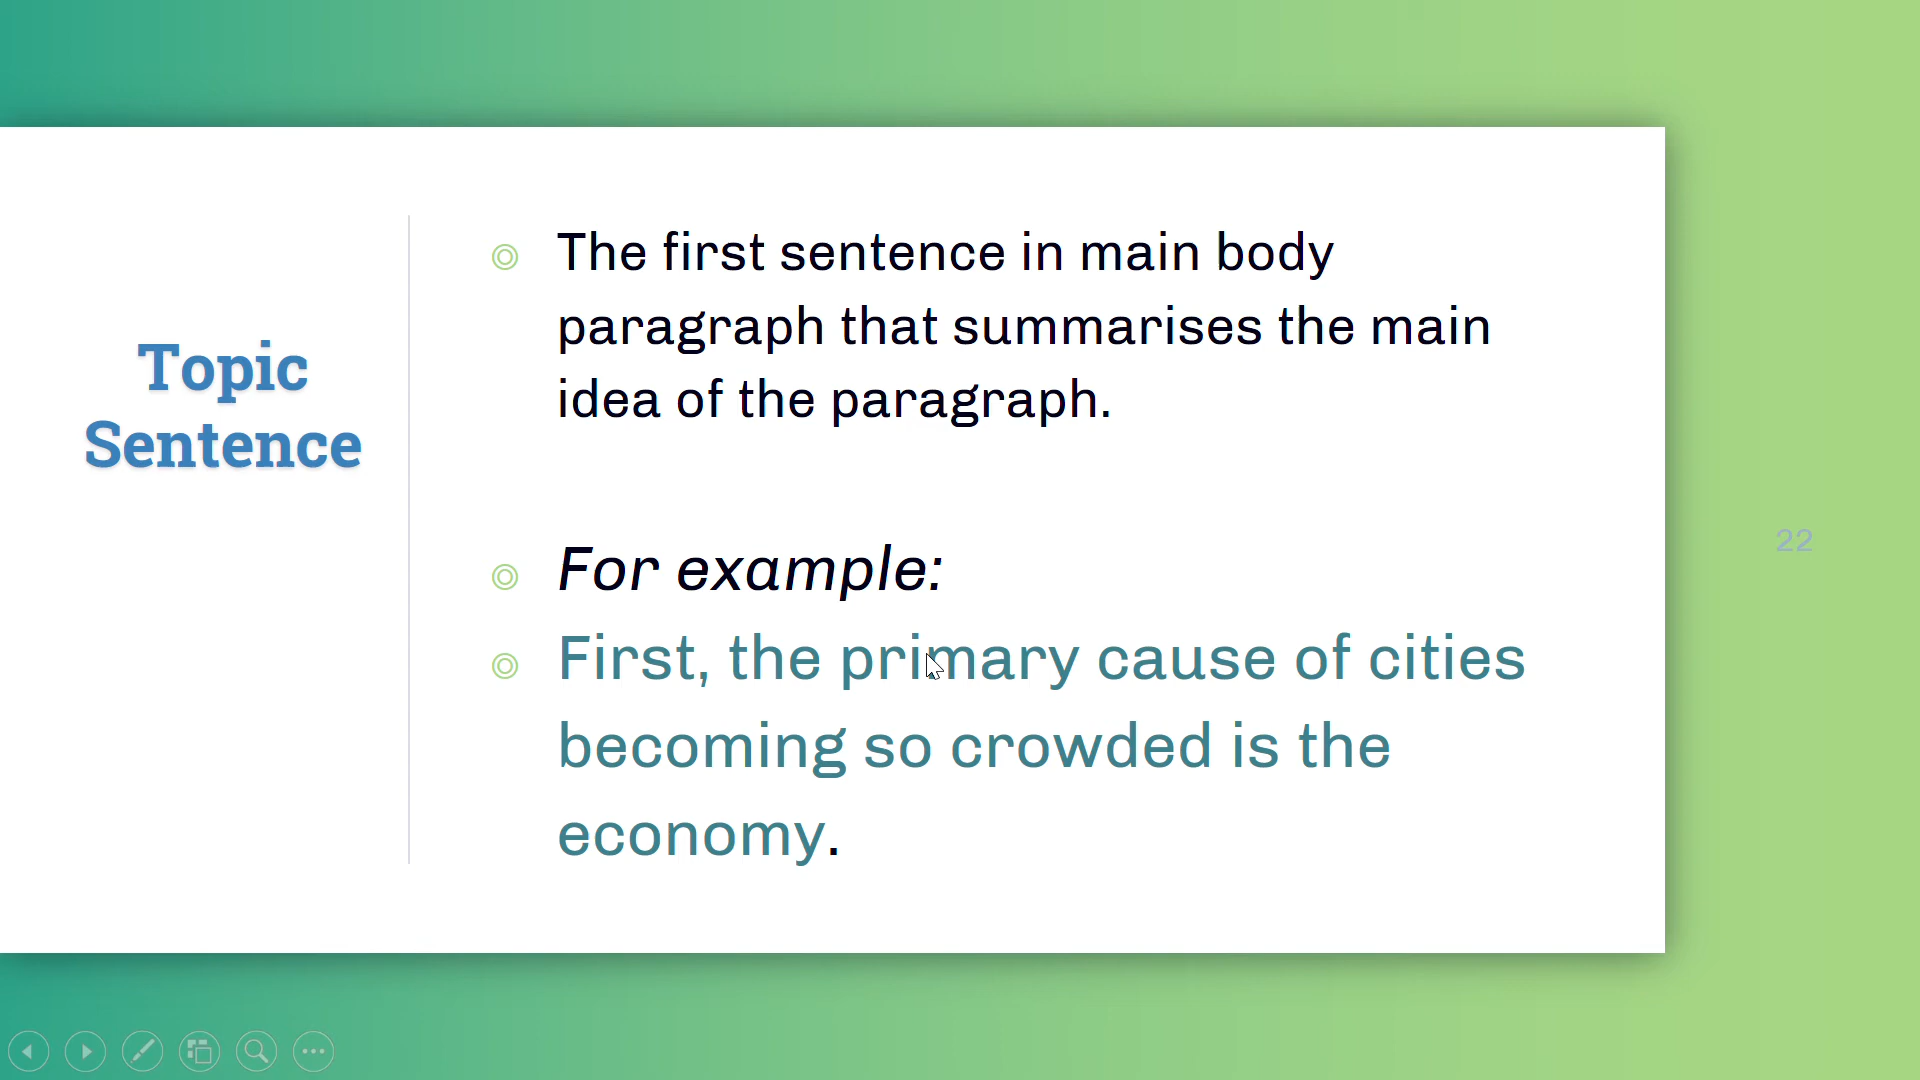 Topic
Sentence
The first sentence in main body
paragraph that summarises the main
idea of the paragraph.
For example:
First, the primary cause of cities
becoming so crowded is the
economy.
22